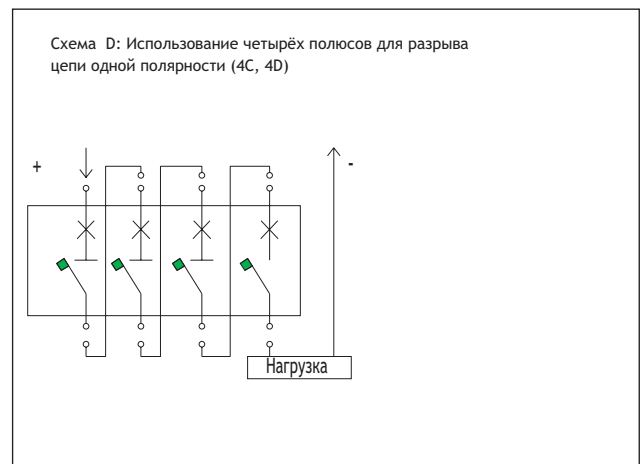 Схема D: Использование четырёх полюсов для разрыва
цепи одной полярности (4C, 4D)
+
-
Нагрузка